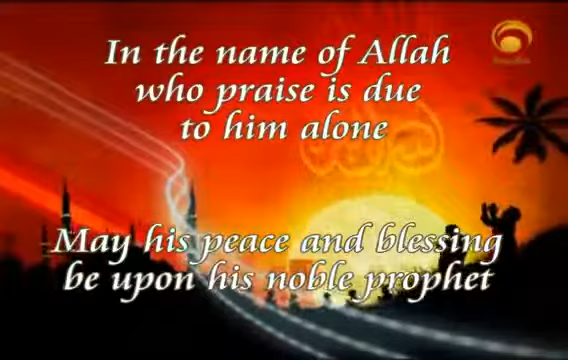 In the name of Allah
who praise is due
to him alone
May his peace and blessing
be upon his noble prophet